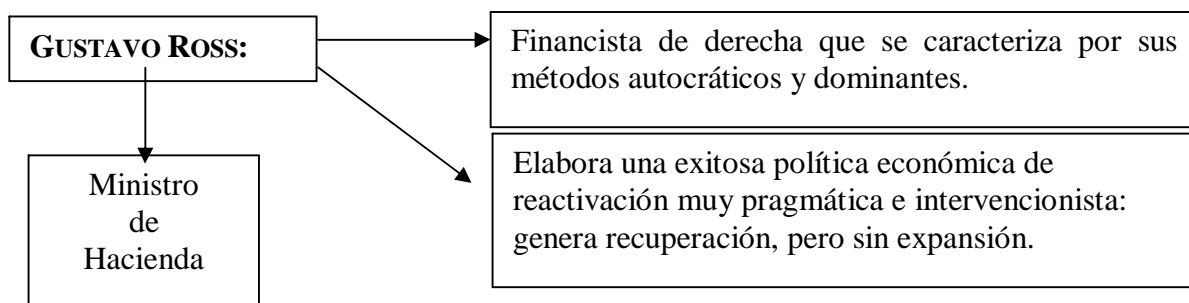 GUSTAVO ROSS:
Financista de derecha que se caracteriza por sus
métodos autocráticos y dominantes.
Elabora una exitosa política económica de
reactivación muy pragmática e intervencionista:
genera recuperación, pero sin expansión.
Ministro
de
Hacienda